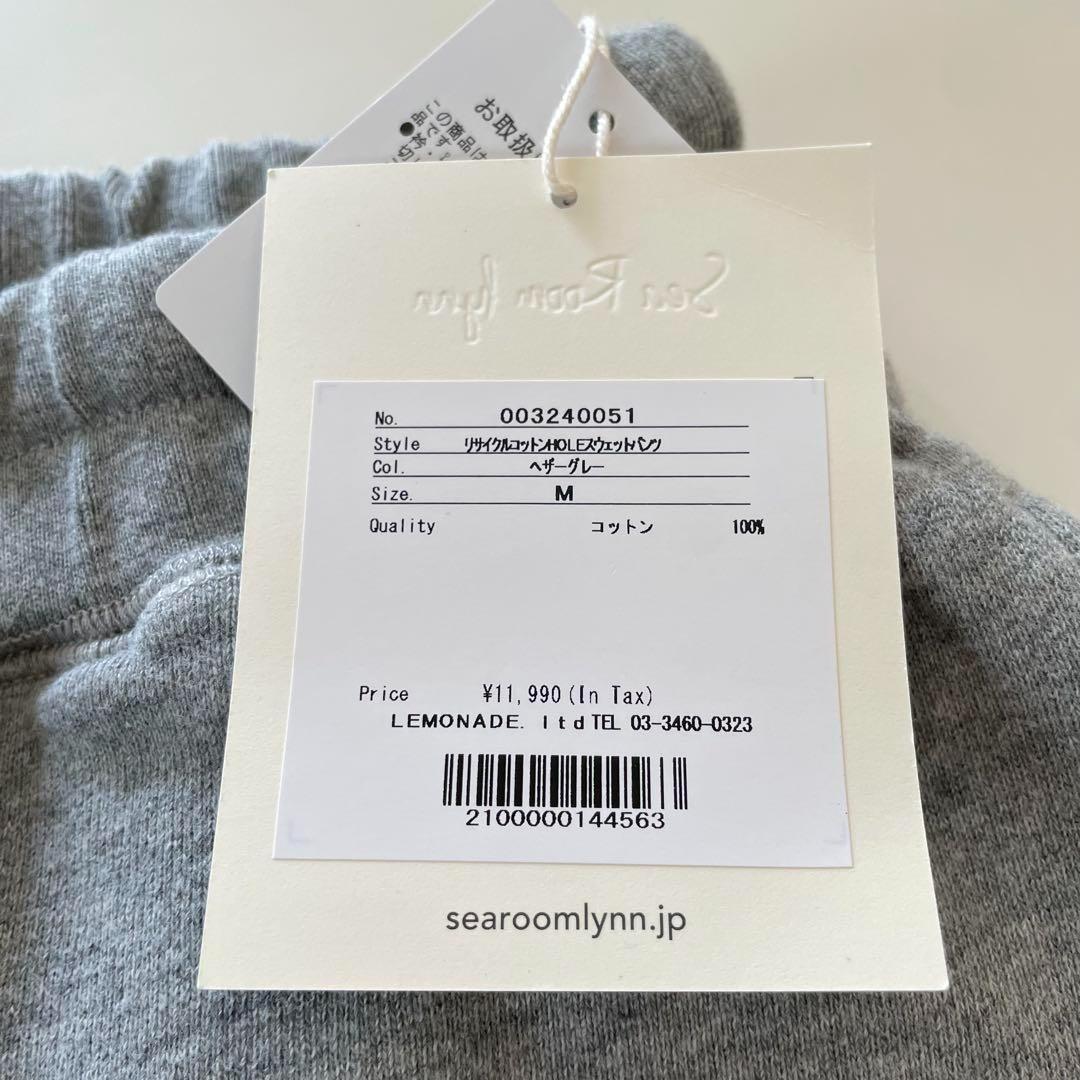 お取扱
この商品は
品です
Sea Room lynn
No. 003240051
Style リサイクルコットンHOLEスウェットパンツ
Col. ヘザーグレー
Size. M
Quality コットン 100%
Price ¥11,990(In Tax)
LEMONADE. ltd TEL 03-3460-0323
2100000144563
searoomlynn.jp